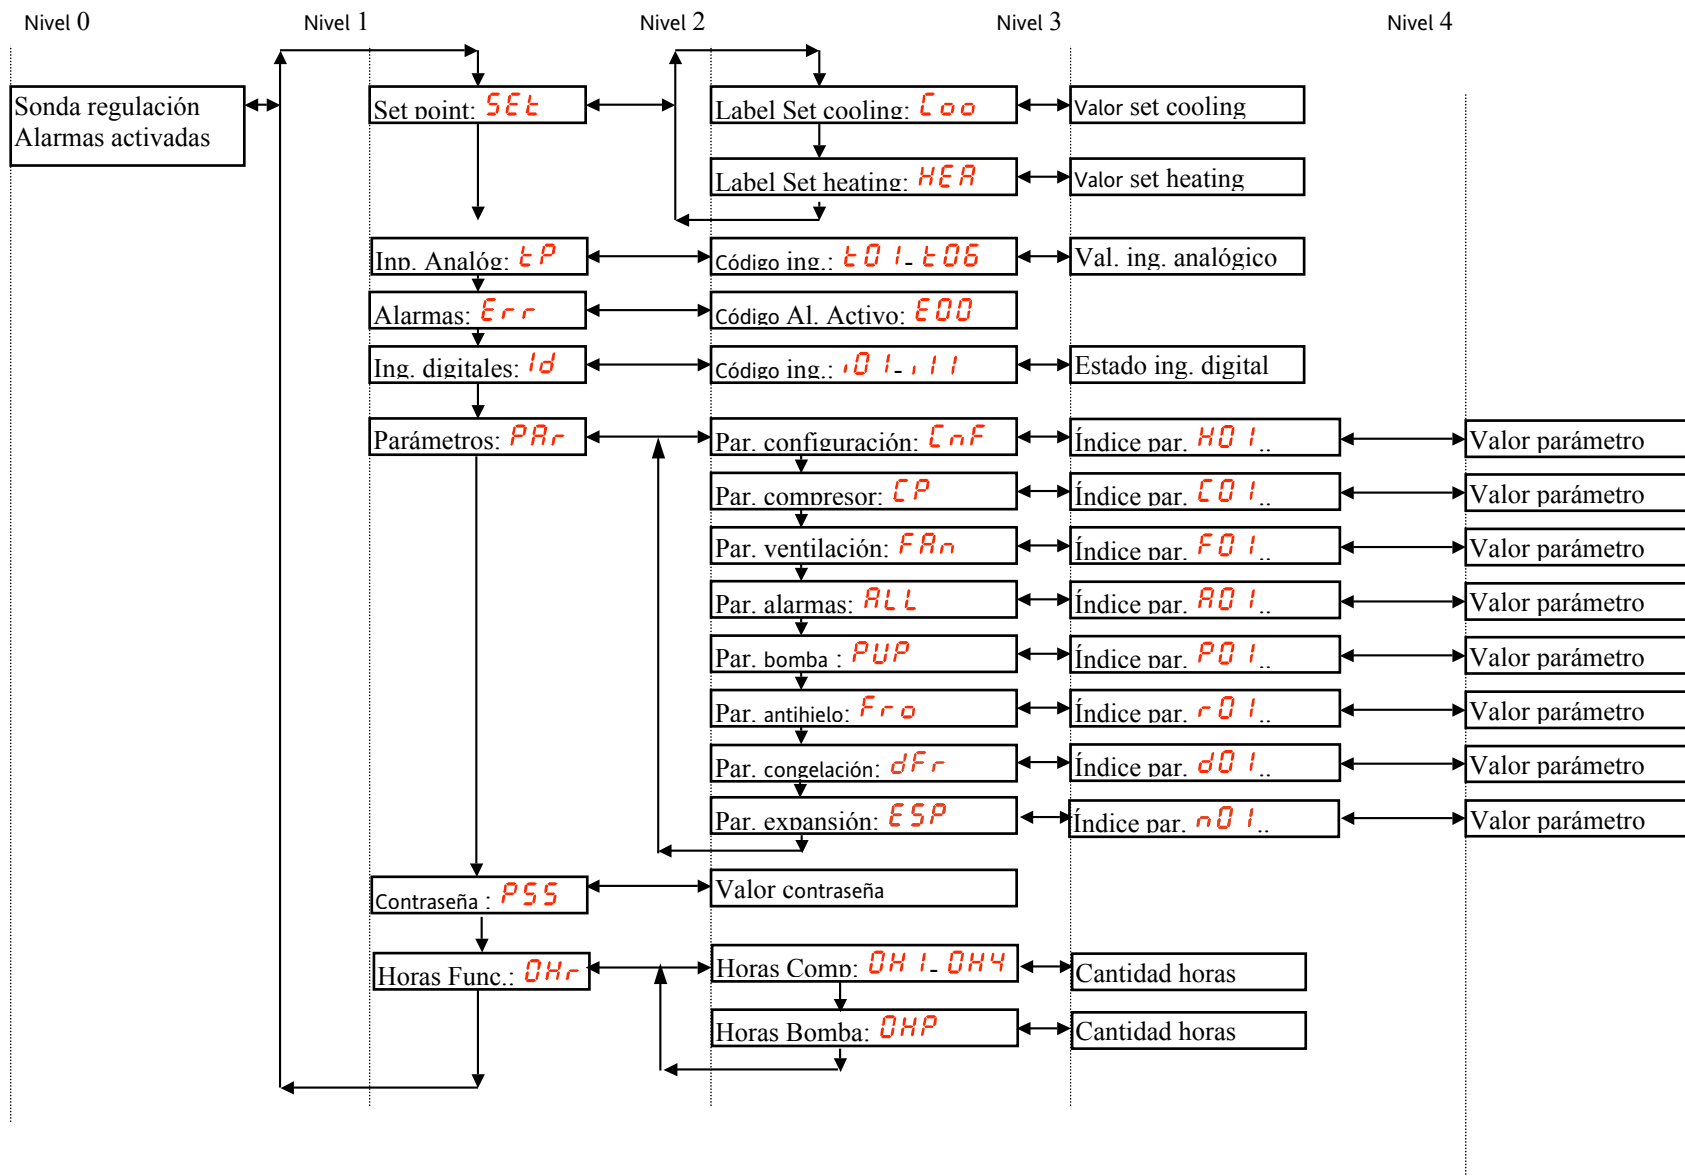 Nivel 0 Nivel 1 Nivel 2 Nivel 3 Nivel 4
Sonda regulación
Alarmas activadas
Set point: SEt
Label Set cooling: Coo
Valor set cooling
Label Set heating: HEA
Valor set heating
Inp. Analóg: tP
Código ing.: t01- t06
Val. ing. analógico
Alarmas: Err
Código Al. Activo: E00
Ing. digitales: Id
Código ing.: i01- i11
Estado ing. digital
Parámetros: PAr
Par. configuración: CnF
Índice par. H01..
Valor parámetro
Par. compresor: CP
Índice par. C01..
Valor parámetro
Par. ventilación: FAn
Índice par. F01..
Valor parámetro
Par. alarmas: ALL
Índice par. A01..
Valor parámetro
Par. bomba : PUP
Índice par. P01..
Valor parámetro
Par. antihielo: Fro
Índice par. r01..
Valor parámetro
Par. congelación: dFr
Índice par. d01..
Valor parámetro
Par. expansión: ESP
Índice par. n01..
Valor parámetro
Contraseña : PSS
Valor contraseña
Horas Func.: OHr
Horas Comp: OH1- OH4
Cantidad horas
Horas Bomba: OHP
Cantidad horas